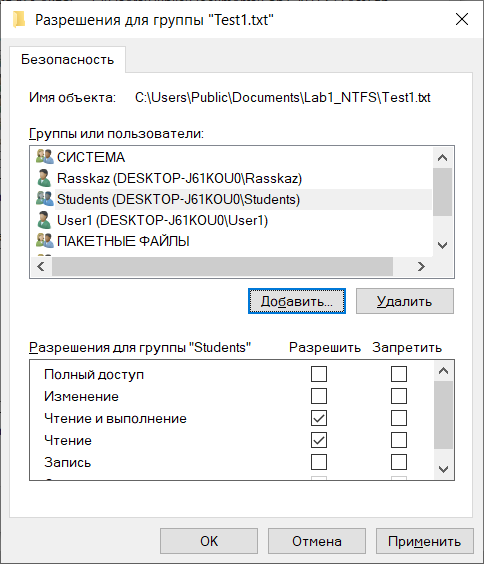 Разрешения для группы "Test1.txt"
Безопасность
Имя объекта: C:\Users\Public\Documents\Lab1_NTFS\Test1.txt
Группы или пользователи:
СИСТЕМА
Rasskaz (DESKTOP-J61KOU0\Rasskaz)
Students (DESKTOP-J61KOU0\Students)
User1 (DESKTOP-J61KOU0\User1)
ПАКЕТНЫЕ ФАЙЛЫ
Добавить... Удалить
Разрешения для группы "Students" Разрешить Запретить
Полный доступ
Изменение
Чтение и выполнение
Чтение
Запись
OK Отмена Применить